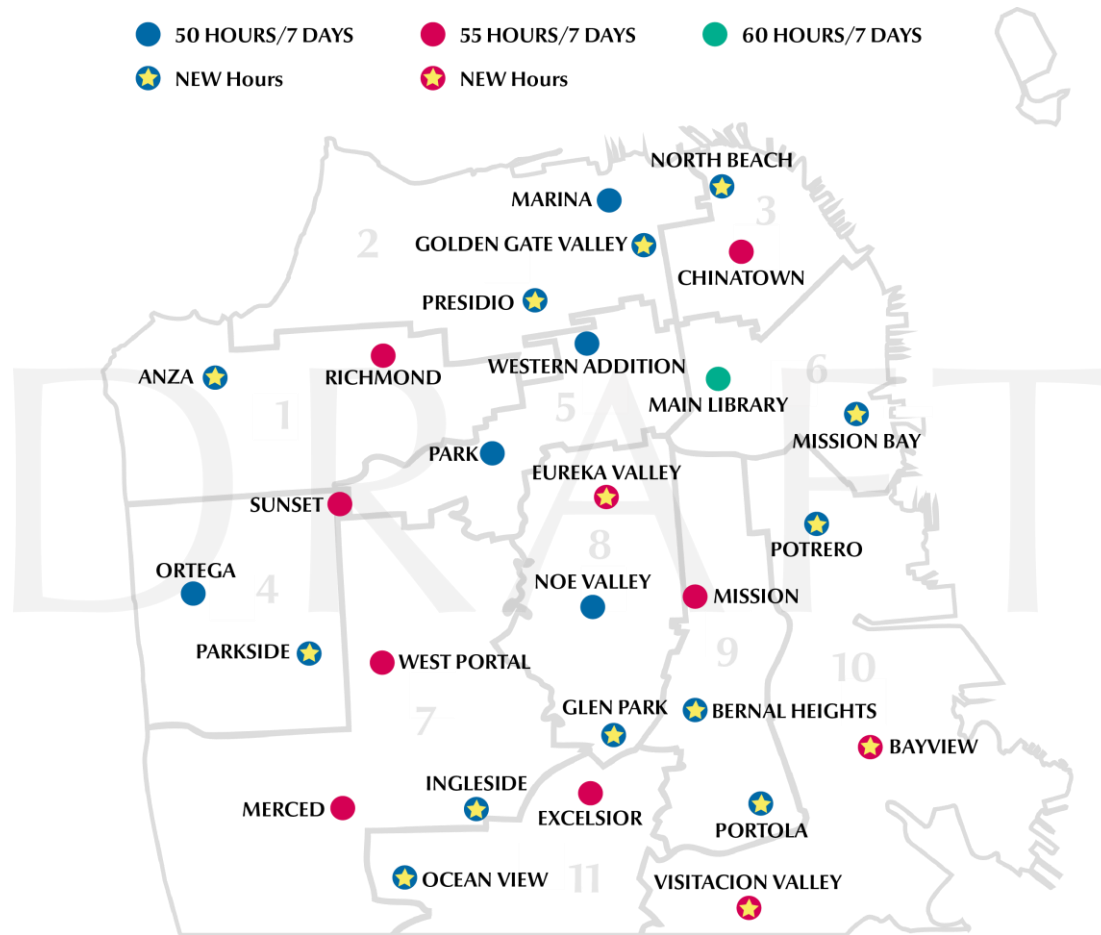 50 HOURS/7 DAYS
55 HOURS/7 DAYS
60 HOURS/7 DAYS
NEW Hours
NEW Hours
NORTH BEACH
MARINA
3
2
GOLDEN GATE VALLEY
CHINATOWN
PRESIDIO
WESTERN ADDITION
RICHMOND
ANZA
6
MAIN LIBRARY
5
1
MISSION BAY
PARK
EUREKA VALLEY
SUNSET
DRAFT
8
POTRERO
ORTEGA
4
NOE VALLEY
MISSION
PARKSIDE
WEST PORTAL
9
10
7
GLEN PARK
BERNAL HEIGHTS
BAYVIEW
INGLESIDE
MERCED
EXCELSIOR
PORTOLA
OCEAN VIEW
11
VISITACION VALLEY